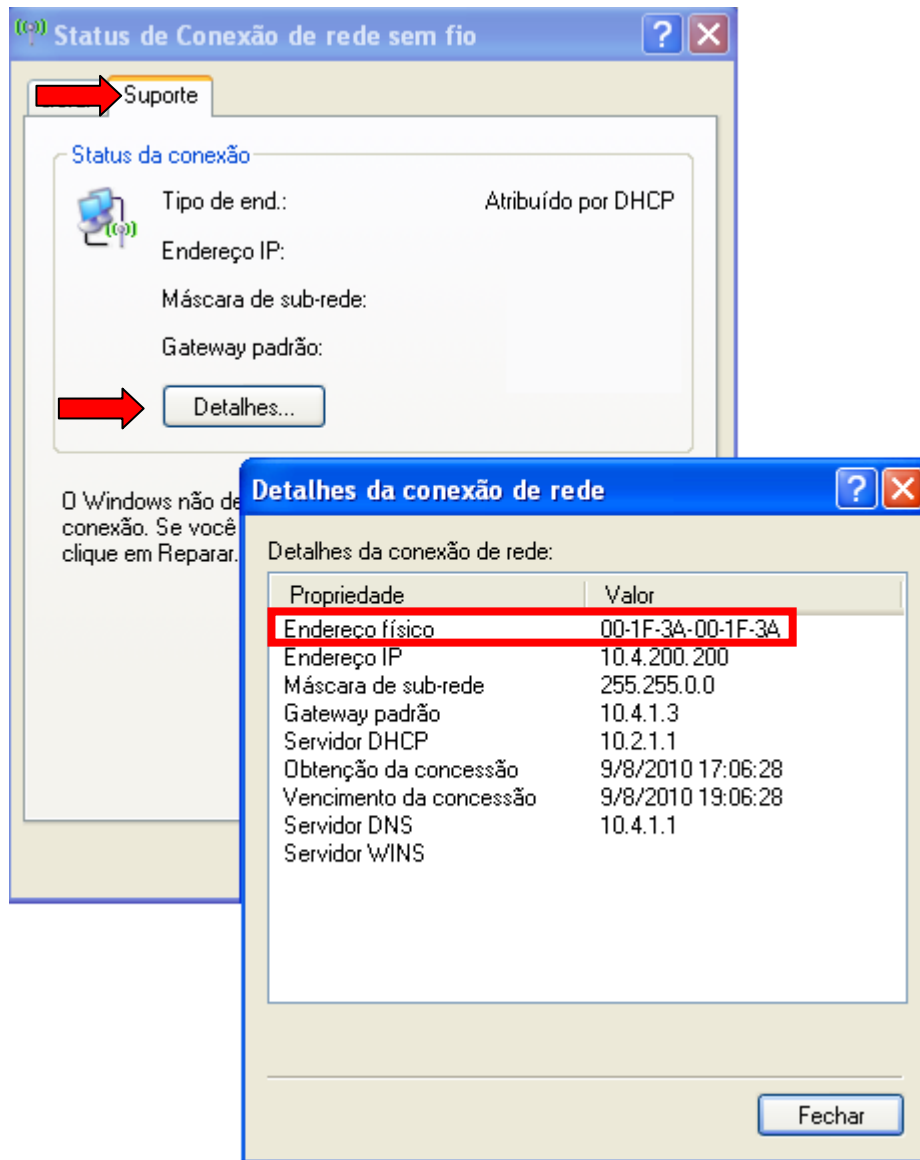 Status de Conexão de rede sem fio
Suporte
Status da conexão
Tipo de end.: Atribuído por DHCP
Endereço IP:
Máscara de sub-rede:
Gateway padrão:
Detalhes...
O Windows não de
conexão. Se você
clique em Reparar.
Detalhes da conexão de rede
Detalhes da conexão de rede:
Propriedade Valor
Endereço físico 00-1F-3A-00-1F-3A
Endereço IP 10.4.200.200
Máscara de sub-rede 255.255.0.0
Gateway padrão 10.4.1.3
Servidor DHCP 10.2.1.1
Obtenção da concessão 9/8/2010 17:06:28
Vencimento da concessão 9/8/2010 19:06:28
Servidor DNS 10.4.1.1
Servidor WINS
Fechar